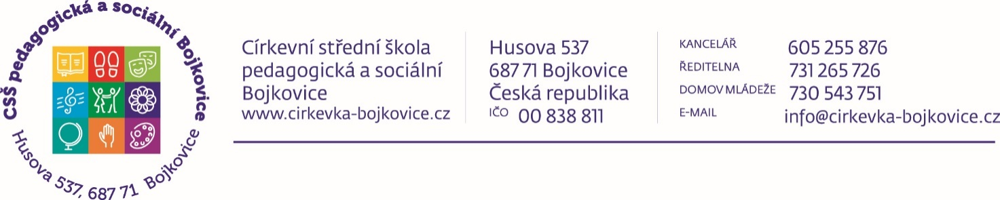 CSŠ pedagogická a sociální Bojkovice
Husova 537, 687 71 Bojkovice
Církevní střední škola
pedagogická a sociální
Bojkovice
www.cirkevka-bojkovice.cz
Husova 537
687 71 Bojkovice
Česká republika
IČO 00 838 811
KANCELÁŘ 605 255 876
ŘEDITELNA 731 265 726
DOMOV MLÁDEŽE 730 543 751
E-MAIL info@cirkevka-bojkovice.cz